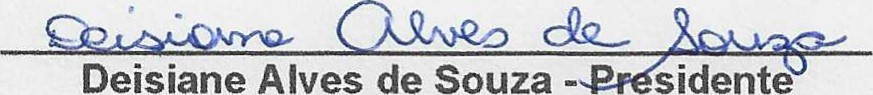 Deisiane Alves de Souza
Deisiane Alves de Souza - Presidente